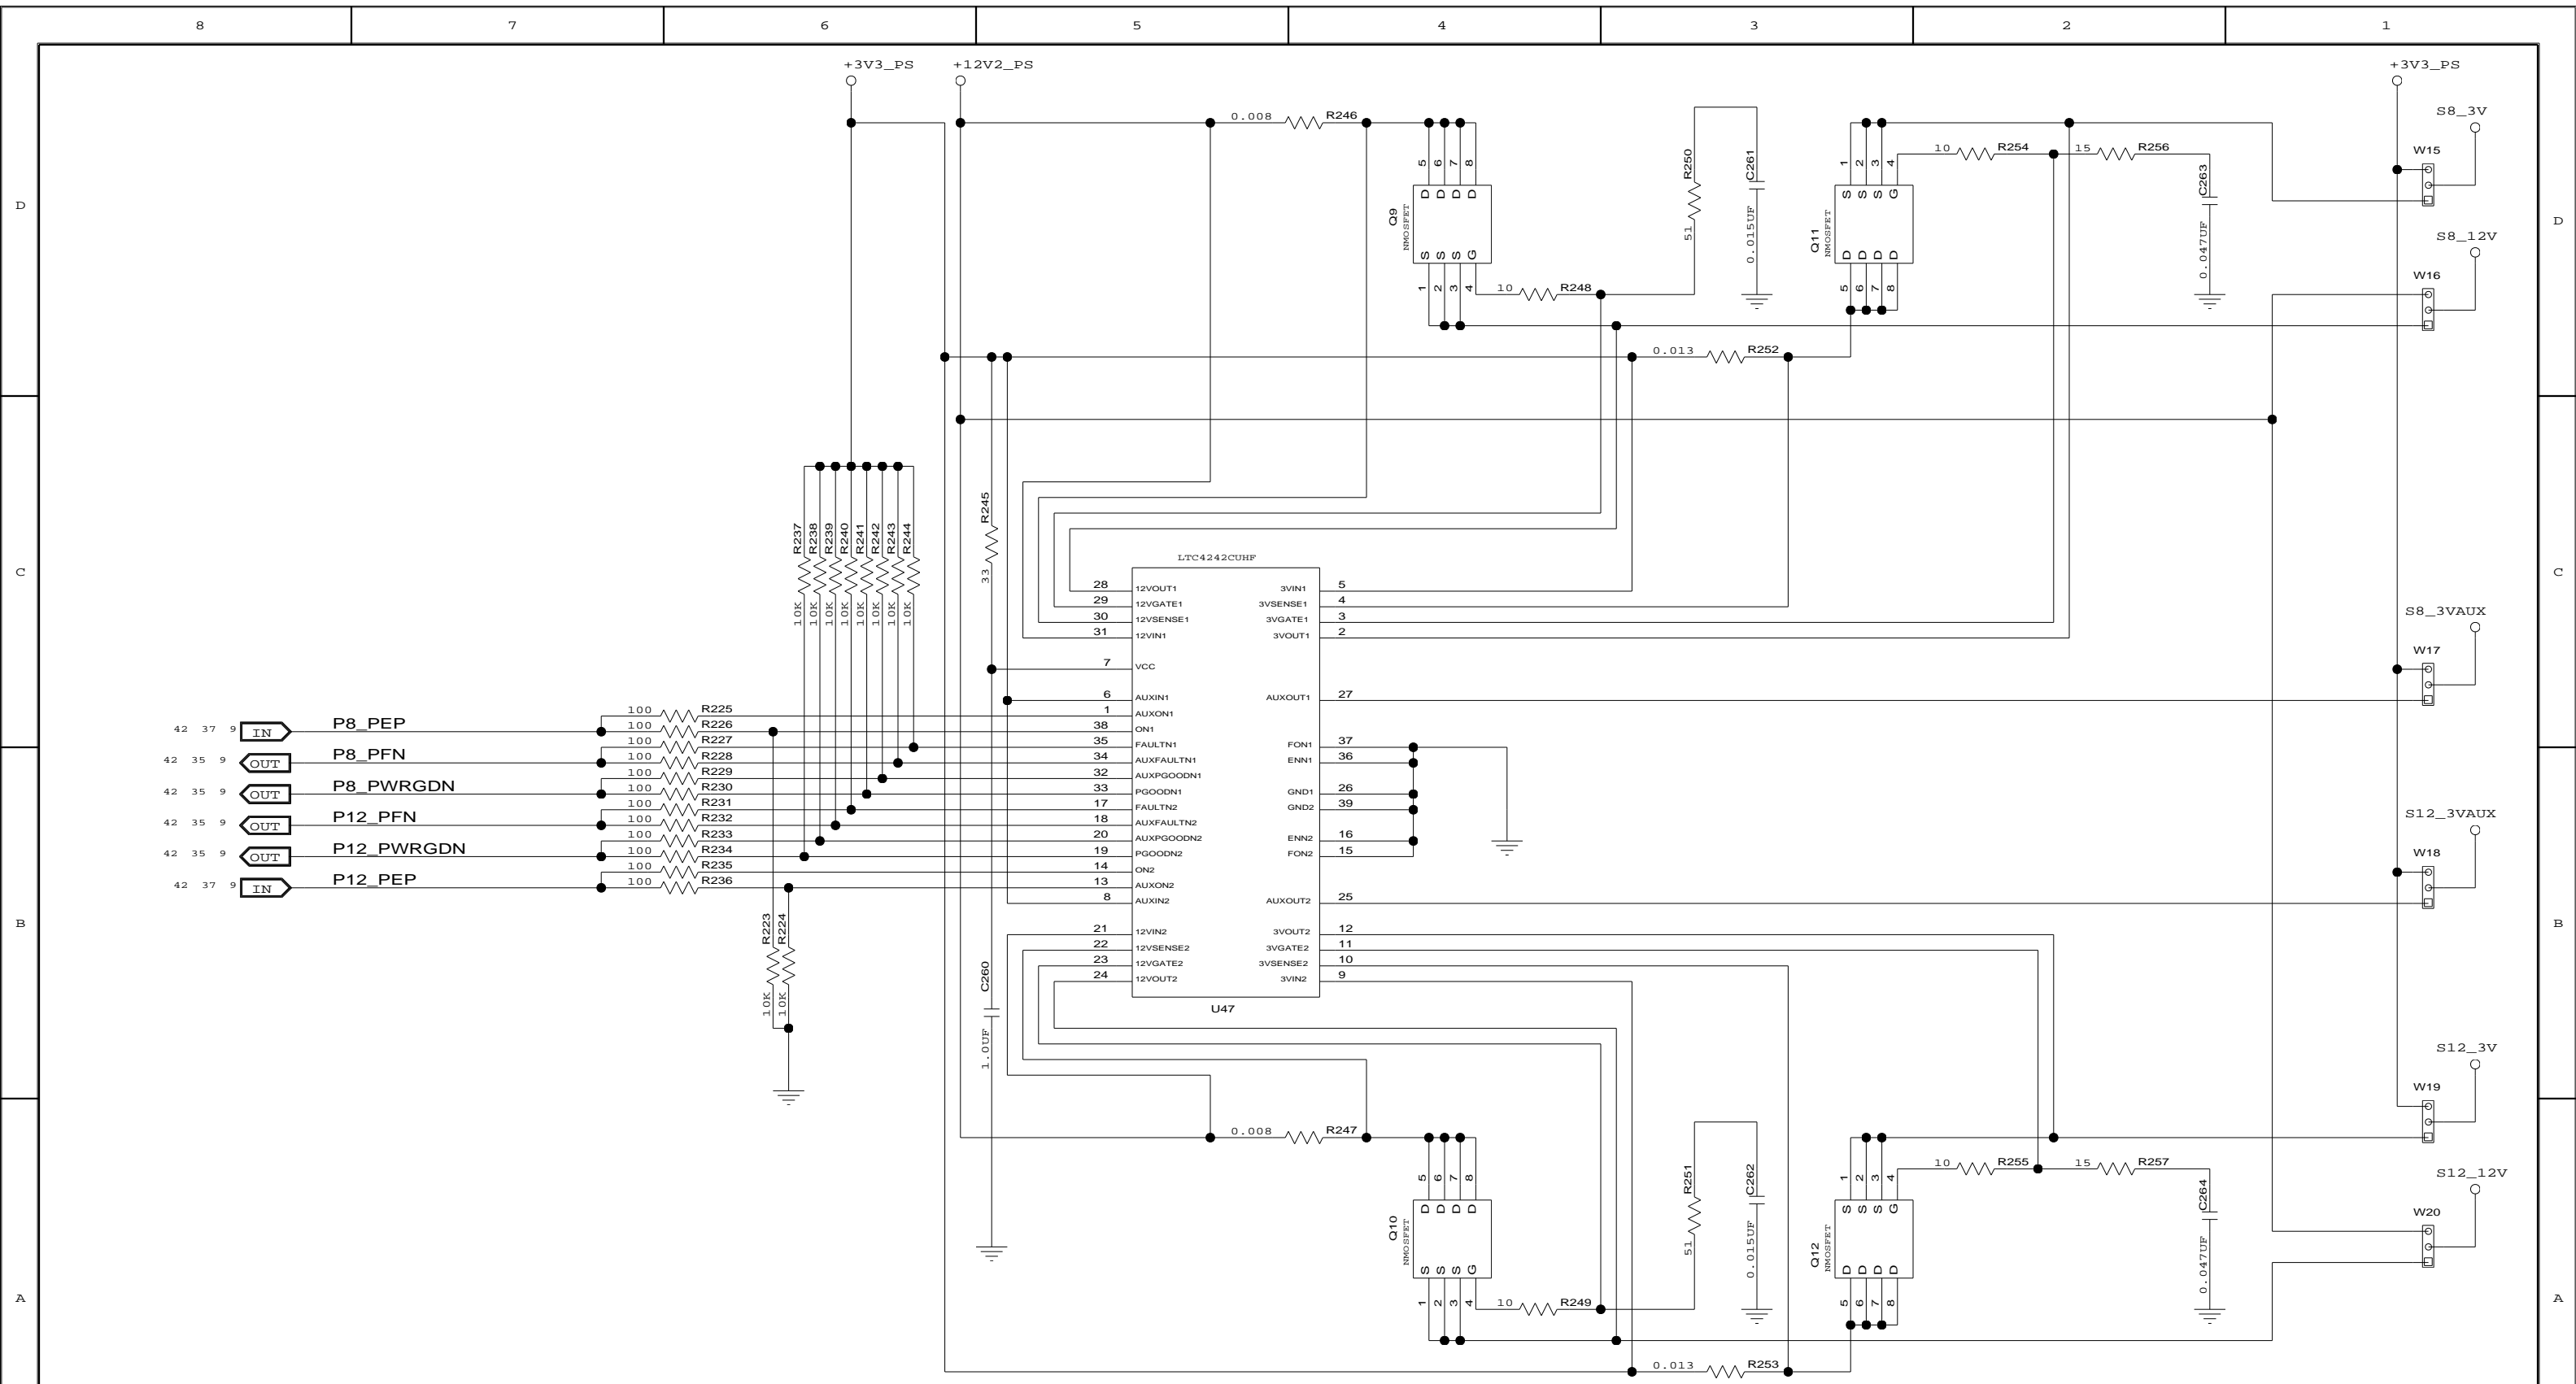 8 7 6 5 4 3 2 1
+3V3_PS +12V2_PS +3V3_PS
S8_3V
0.008 R246
W15
10 R254 15 R256
5 6 7 8
D D D D
Q9
NMOSFET
S S S G
1 2 3 4
R250
51
C261
0.015UF
1 2 3 4
S S S G
Q11
NMOSFET
D D D D
5 6 7 8
C263
0.047UF
D D
S8_12V
W16
10 R248
0.013 R252
R237 R238 R239 R240 R241 R242 R243 R244
10K 10K 10K 10K 10K 10K 10K 10K
R245
33
C C
LTC4242CUHF
28 12VOUT1 3VIN1 5
29 12VGATE1 3VSENSE1 4
30 12VSENSE1 3VGATE1 3
31 12VIN1 3VOUT1 2
S8_3VAUX
W17
7 VCC
6 AUXIN1 AUXOUT1 27
100 R225 1 AUXON1
42 37 9 IN P8_PEP 100 R226 38 ON1
100 R227 35 FAULTN1 FON1 37
42 35 9 OUT P8_PFN 100 R228 34 AUXFAULTN1 ENN1 36
100 R229 32 AUXPGOODN1
42 35 9 OUT P8_PWRGDN 100 R230 33 PGOODN1 GND1 26
100 R231 17 FAULTN2 GND2 39
42 35 9 OUT P12_PFN 100 R232 18 AUXFAULTN2
S12_3VAUX
100 R233 20 AUXPGOODN2 ENN2 16
42 35 9 OUT P12_PWRGDN 100 R234 19 PGOODN2 FON2 15
W18
100 R235 14 ON2
42 37 9 IN P12_PEP 100 R236 13 AUXON2
8 AUXIN2 AUXOUT2 25
B B
R223 R224
10K 10K
21 12VIN2 3VOUT2 12
22 12VSENSE2 3VGATE2 11
23 12VGATE2 3VSENSE2 10
24 12VOUT2 3VIN2 9
U47
C260
1.0UF
S12_3V
W19
0.008 R247
10 R255 15 R257
S12_12V
W20
5 6 7 8
D D D D
Q10
NMOSFET
S S S G
1 2 3 4
R251
51
C262
0.015UF
1 2 3 4
S S S G
Q12
NMOSFET
D D D D
5 6 7 8
C264
0.047UF
A A
10 R249
0.013 R253